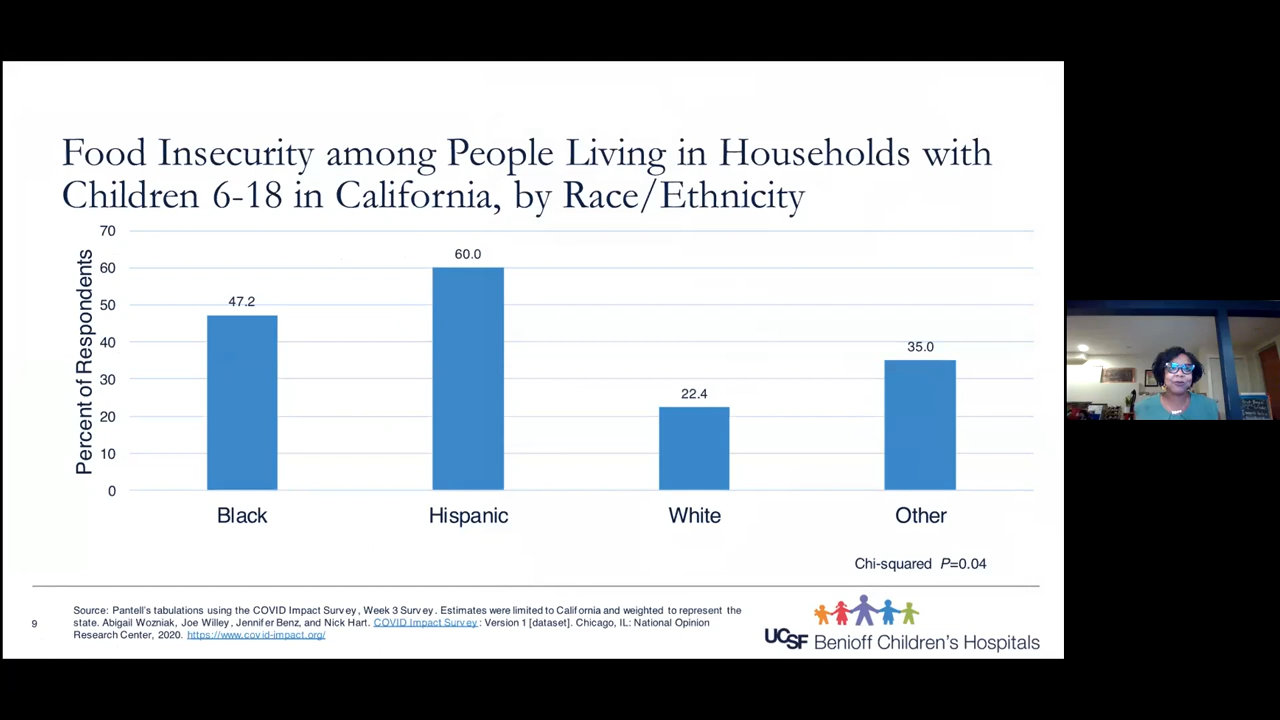 Food Insecurity among People Living in Households with
Children 6-18 in California, by Race/Ethnicity
Percent of Respondents
70
60
50
40
30
20
10
0
47.2
60.0
22.4
35.0
Black
Hispanic
White
Other
Chi-squared P=0.04
9
Source: Pantell's tabulations using the COVID Impact Survey, Week 3 Survey. Estimates were limited to California and weighted to represent the
state. Abigail Wozniak, Joe Willey, Jennifer Benz, and Nick Hart. COVID Impact Survey: Version 1 [dataset]. Chicago, IL: National Opinion
Research Center, 2020. https://www.covid-impact.org/
UCSF Benioff Children's Hospitals